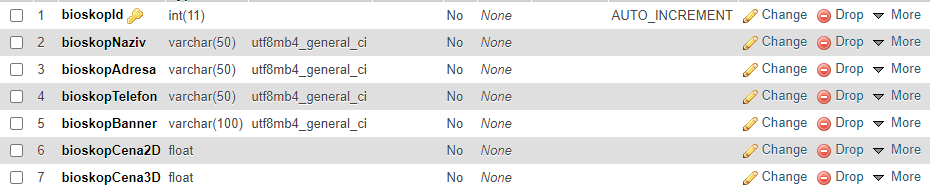 1 bioskopId int(11) No AUTO_INCREMENT Change Drop More
2 bioskopNaziv varchar(50) utf8mb4_general_ci No None Change Drop More
3 bioskopAdresa varchar(50) utf8mb4_general_ci No None Change Drop More
4 bioskopTelefon varchar(50) utf8mb4_general_ci No None Change Drop More
5 bioskopBanner varchar(100) utf8mb4_general_ci No None Change Drop More
6 bioskopCena2D float No None Change Drop More
7 bioskopCena3D float No None Change Drop More